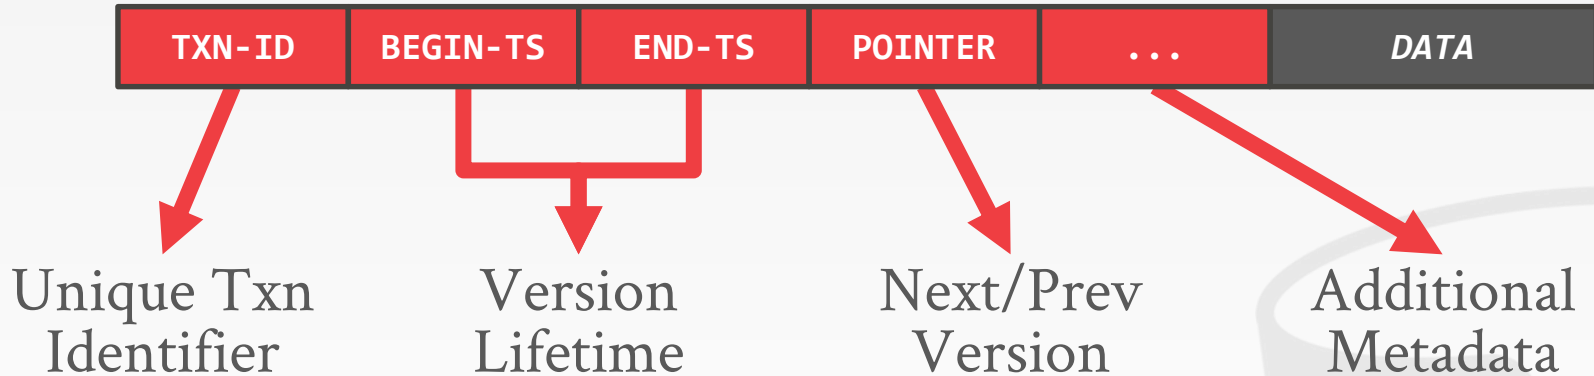 TXN-ID BEGIN-TS END-TS POINTER ... DATA
Unique Txn Version Next/Prev Additional
Identifier Lifetime Version Metadata